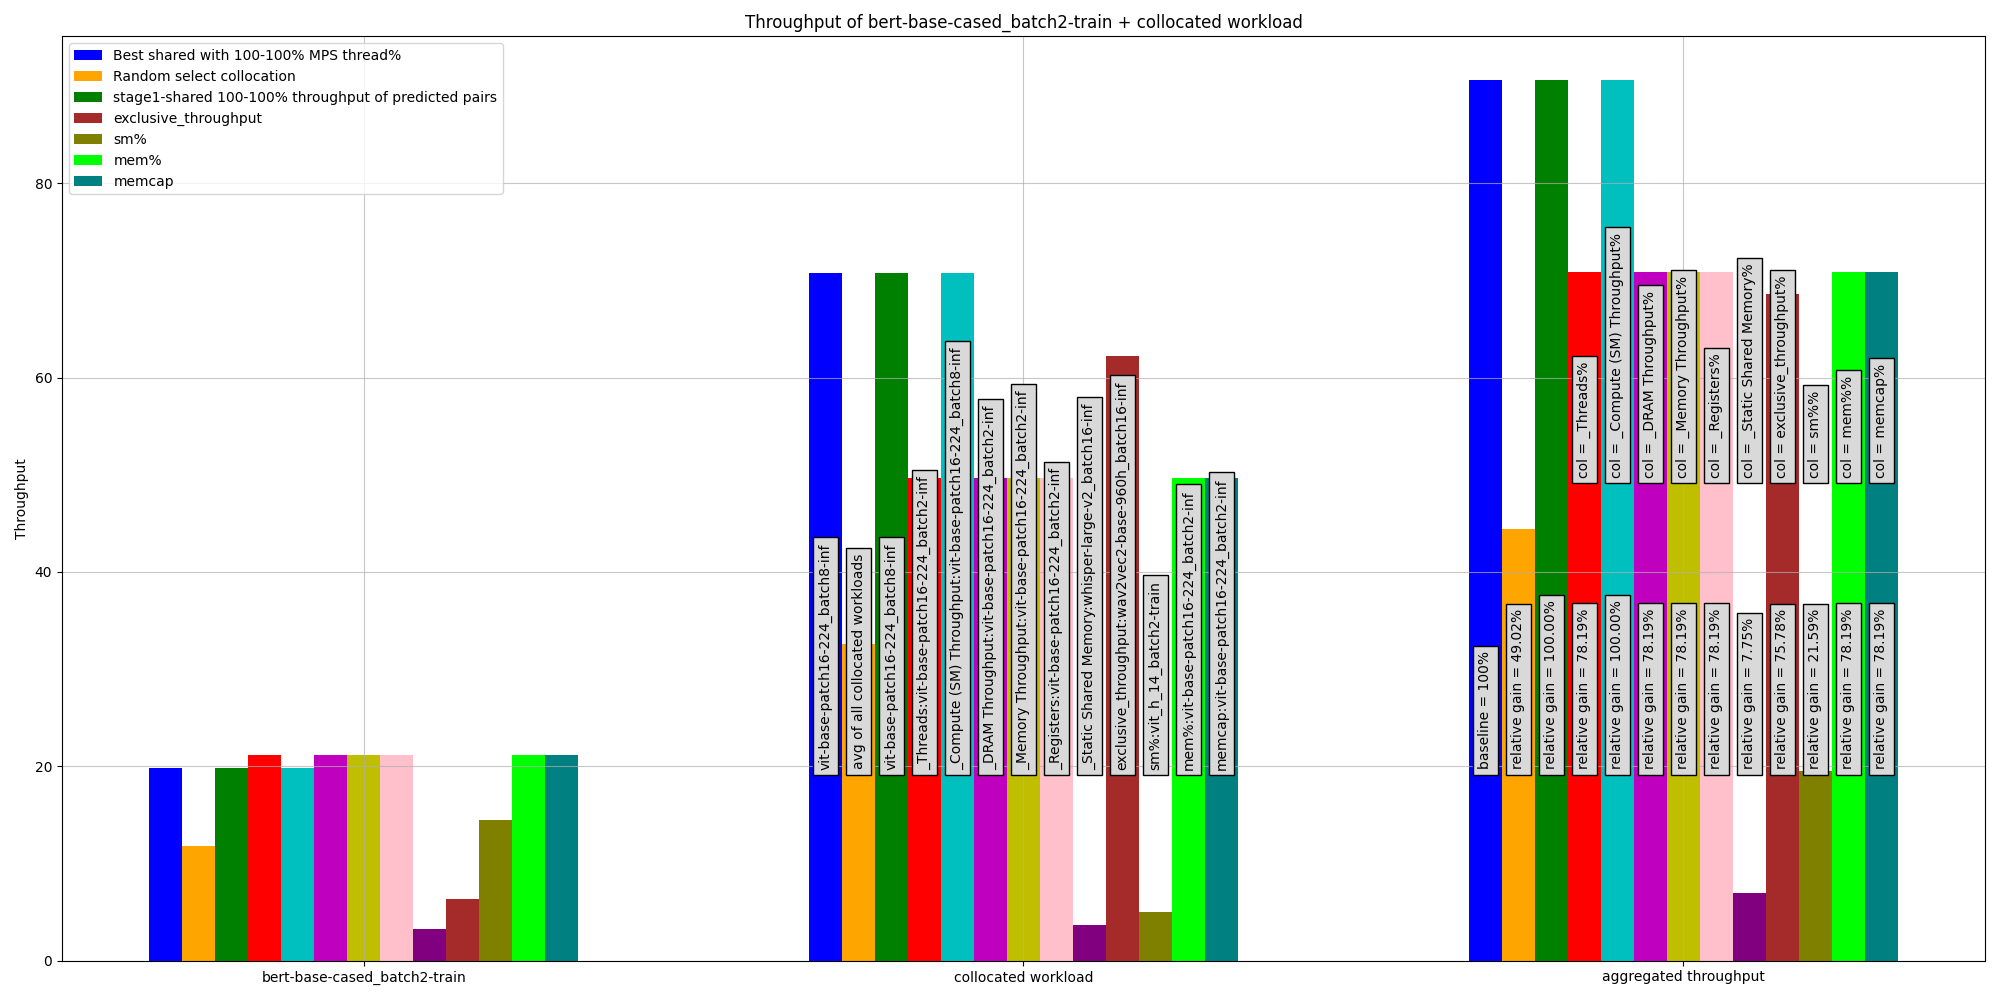 Throughput of bert-base-cased_batch2-train + collocated workload
Best shared with 100-100% MPS thread%
Random select collocation
stage1-shared 100-100% throughput of predicted pairs
exclusive_throughput
sm%
mem%
memcap
Throughput
80
60
40
20
0
vit-base-patch16-224_batch8-inf
avg of all collocated workloads
vit-base-patch16-224_batch8-inf
_Threads:vit-base-patch16-224_batch2-inf
_Compute (SM) Throughput:vit-base-patch16-224_batch8-inf
_DRAM Throughput:vit-base-patch16-224_batch2-inf
_Memory Throughput:vit-base-patch16-224_batch2-inf
_Registers:vit-base-patch16-224_batch2-inf
_Static Shared Memory:whisper-large-v2_batch16-inf
exclusive_throughput:wav2vec2-base-960h_batch16-inf
sm%:vit_h_14_batch2-train
mem%:vit-base-patch16-224_batch2-inf
memcap:vit-base-patch16-224_batch2-inf
col = _Threads%
col = _Compute (SM) Throughput%
col = _DRAM Throughput%
col = _Memory Throughput%
col = _Registers%
col = _Static Shared Memory%
col = exclusive_throughput%
col = sm%%
col = mem%%
col = memcap%
baseline = 100%
relative gain = 49.02%
relative gain = 100.00%
relative gain = 78.19%
relative gain = 100.00%
relative gain = 78.19%
relative gain = 78.19%
relative gain = 78.19%
relative gain = 7.75%
relative gain = 75.78%
relative gain = 21.59%
relative gain = 78.19%
relative gain = 78.19%
bert-base-cased_batch2-train
collocated workload
aggregated throughput